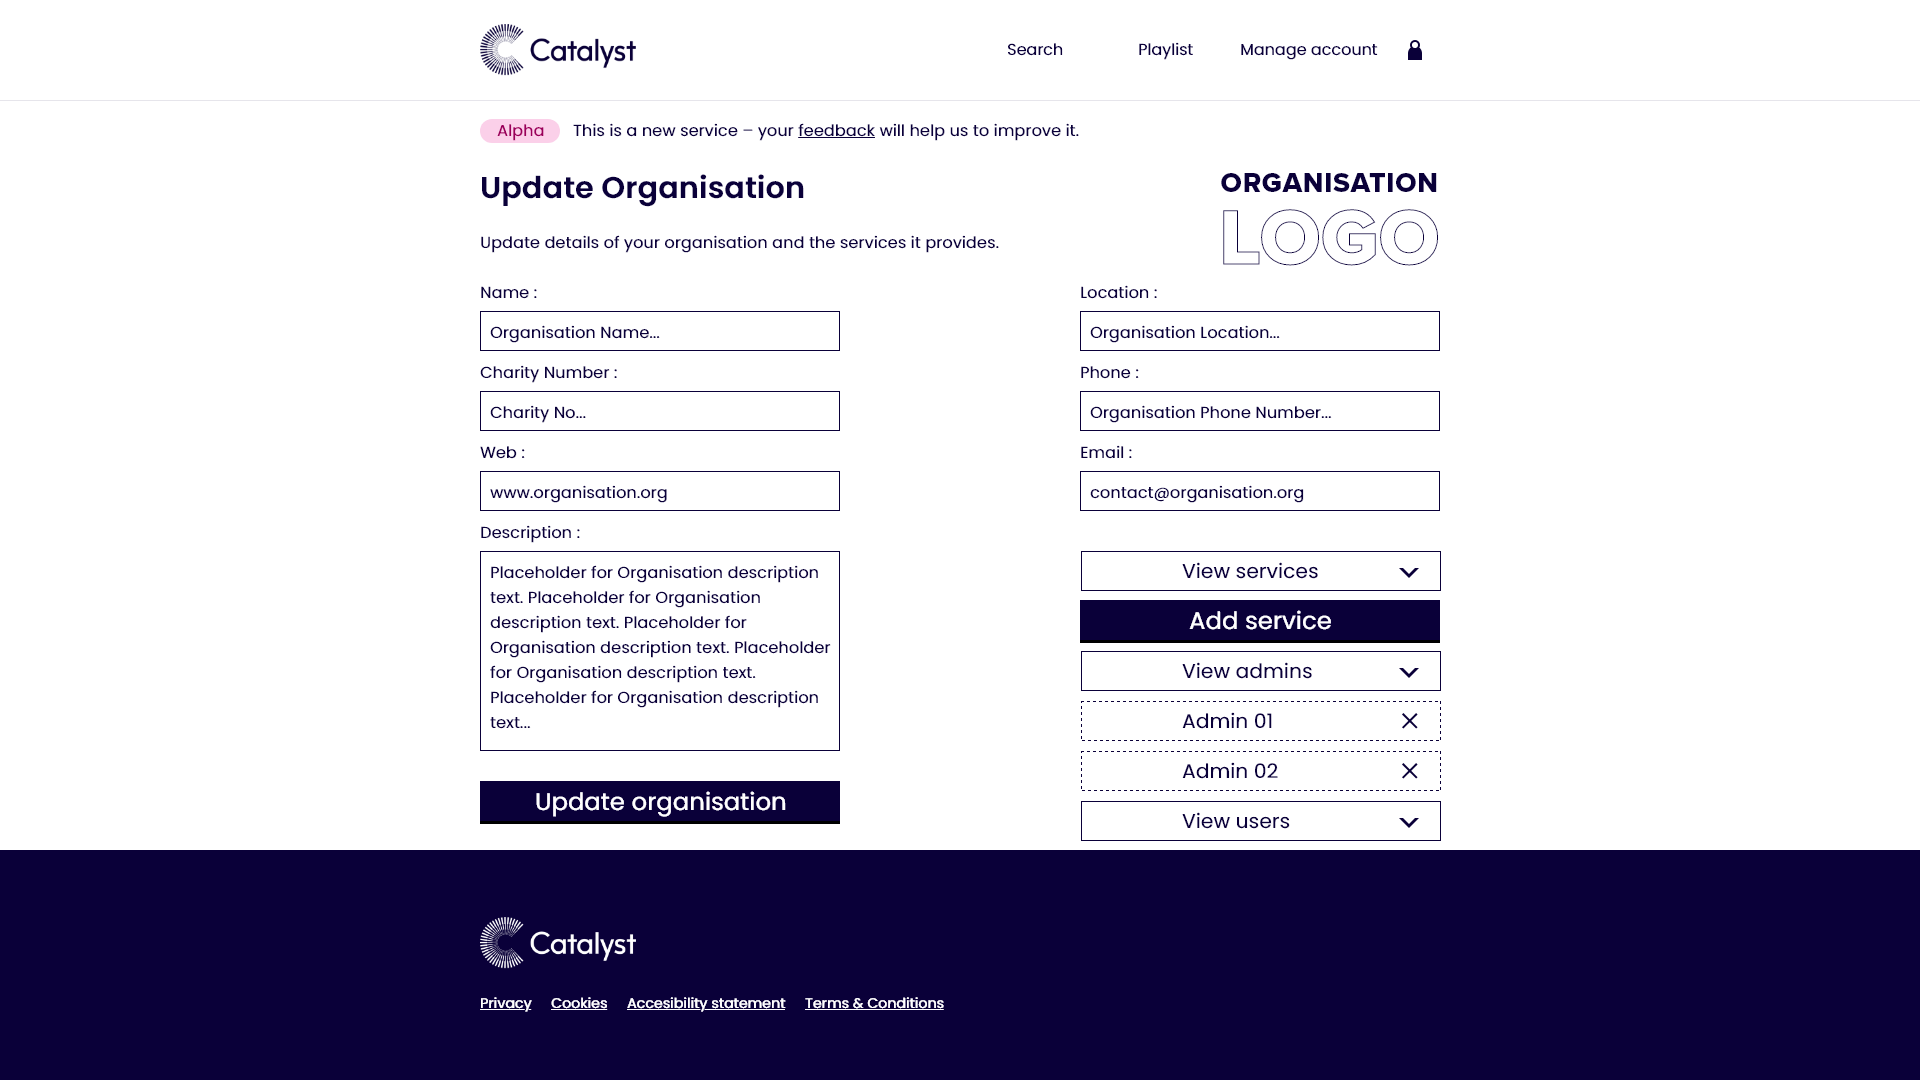 Catalyst
Search
Playlist
Manage account
Alpha
This is a new service – your feedback will help us to improve it.
Update Organisation
ORGANISATION
LOGO
Update details of your organisation and the services it provides.
Name :
Organisation Name...
Charity Number :
Charity No...
Web :
www.organisation.org
Description :
Placeholder for Organisation description
text. Placeholder for Organisation
description text. Placeholder for
Organisation description text. Placeholder
for Organisation description text.
Placeholder for Organisation description
text...
Update organisation
Location :
Organisation Location...
Phone :
Organisation Phone Number...
Email :
contact@organisation.org
View services
Add service
View admins
Admin 01
Admin 02
View users
Catalyst
Privacy
Cookies
Accesibility statement
Terms & Conditions